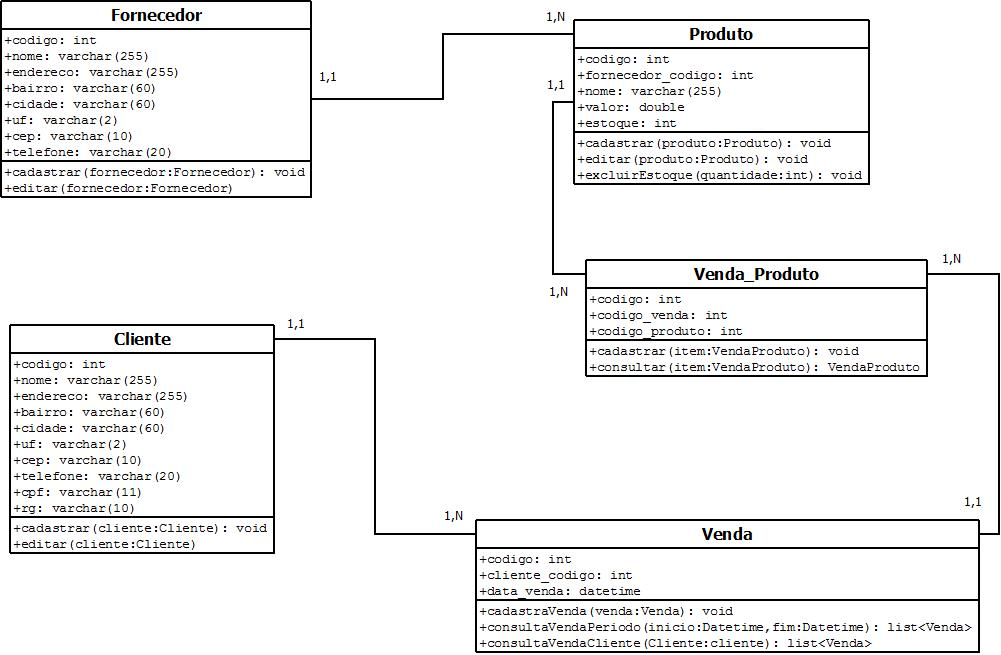 Fornecedor
+codigo: int
+nome: varchar(255)
+endereco: varchar(255)
+bairro: varchar(60)
+cidade: varchar(60)
+uf: varchar(2)
+cep: varchar(10)
+telefone: varchar(20)
+cadastrar(fornecedor:Fornecedor): void
+editar(fornecedor:Fornecedor)
1,1
1,N
Produto
+codigo: int
+fornecedor_codigo: int
+nome: varchar(255)
+valor: double
+estoque: int
+cadastrar(produto:Produto): void
+editar(produto:Produto): void
+excluirEstoque(quantidade:int): void
1,1
1,N
Venda_Produto
+codigo: int
+codigo_venda: int
+codigo_produto: int
+cadastrar(item:VendaProduto): void
+consultar(item:VendaProduto): VendaProduto
1,N
Cliente
+codigo: int
+nome: varchar(255)
+endereco: varchar(255)
+bairro: varchar(60)
+cidade: varchar(60)
+uf: varchar(2)
+cep: varchar(10)
+telefone: varchar(20)
+cpf: varchar(11)
+rg: varchar(10)
+cadastrar(cliente:Cliente): void
+editar(cliente:Cliente)
1,1
1,N
1,1
Venda
+codigo: int
+cliente_codigo: int
+data_venda: datetime
+cadastraVenda(venda:Venda): void
+consultaVendaPeriodo(inicio:Datetime,fim:Datetime): list<Venda>
+consultaVendaCliente(Cliente:cliente): list<Venda>